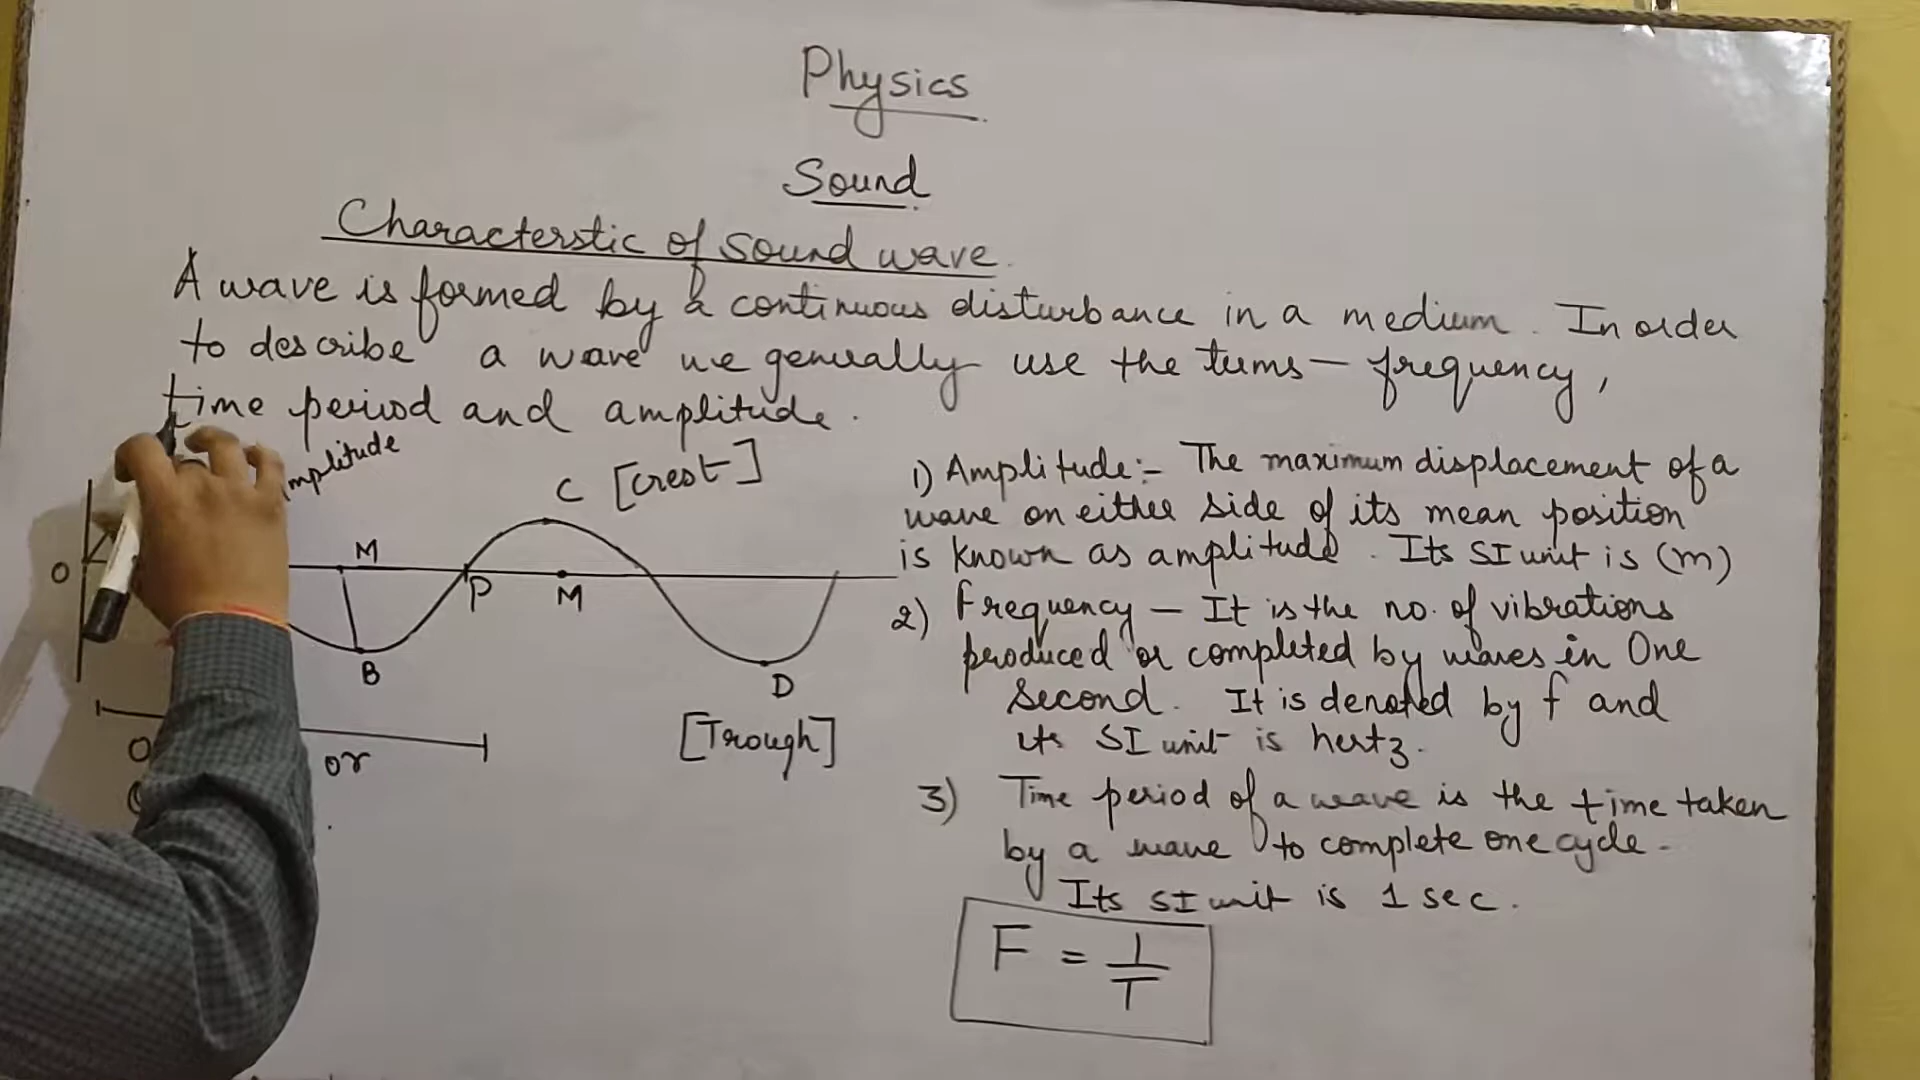 Physics
Sound
Characterstic of sound wave.
A wave is formed by a continuous disturbance in a medium. In order
to describe a wave we generally use the terms — frequency,
time period and amplitude.
mplitude
C [Crest]
O
M
P
M
B
D
[Trough]
O
or
1) Amplitude:- The maximum displacement of a
wave on either side of its mean position
is known as amplitude. Its SI unit is (m)
2) Frequency — It is the no. of vibrations
produced or completed by waves in One
Second. It is denoted by f and
its SI unit is hertz.
3) Time period of a wave is the time taken
by a wave to complete one cycle.
Its SI unit is 1 sec.
F = 1/T